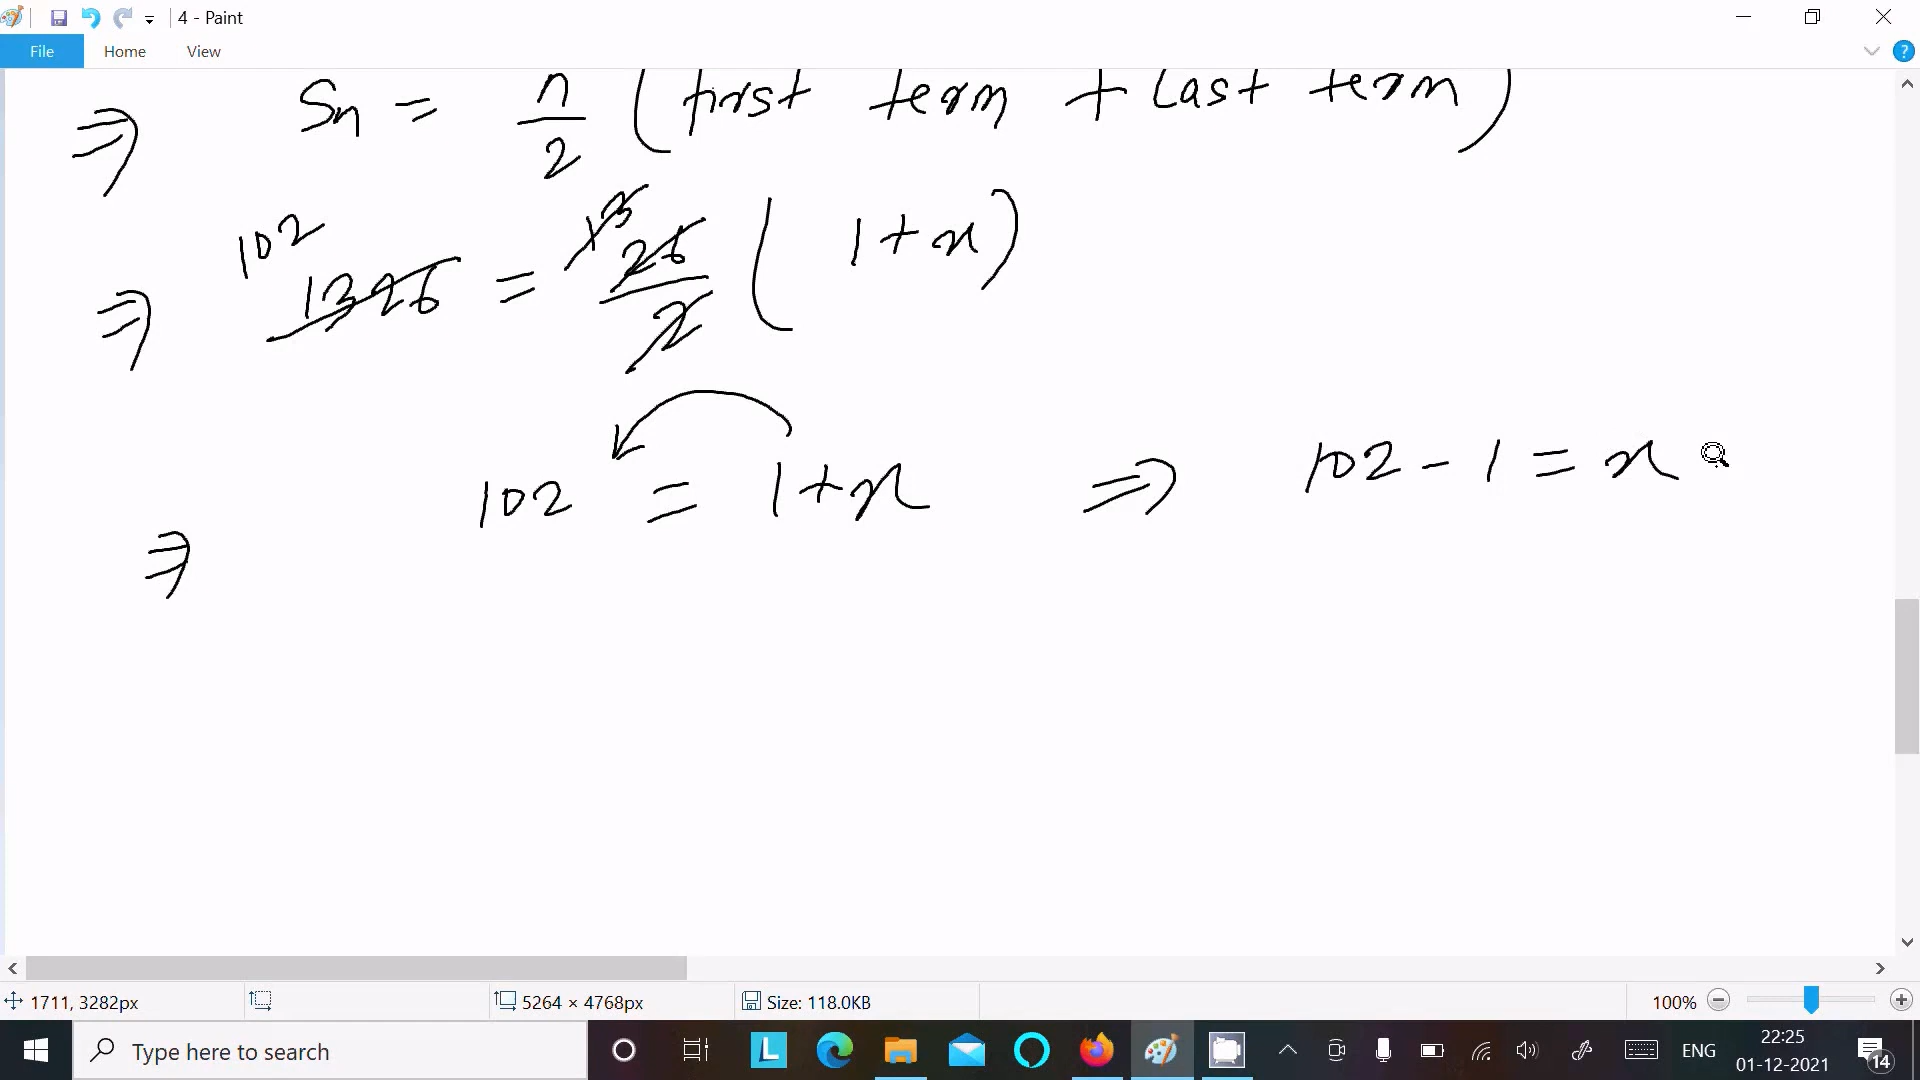 4 - Paint
File Home View
⇒ Sn = n/2 (first term + Last term)
102 13
⇒ 1326 = 26/2 (1+x)
⇒ 102 = 1+x ⇒ 102 - 1 = x
1711, 3282px 5264 × 4768px Size: 118.0KB 100%
Type here to search L ENG 22:25
01-12-2021 14